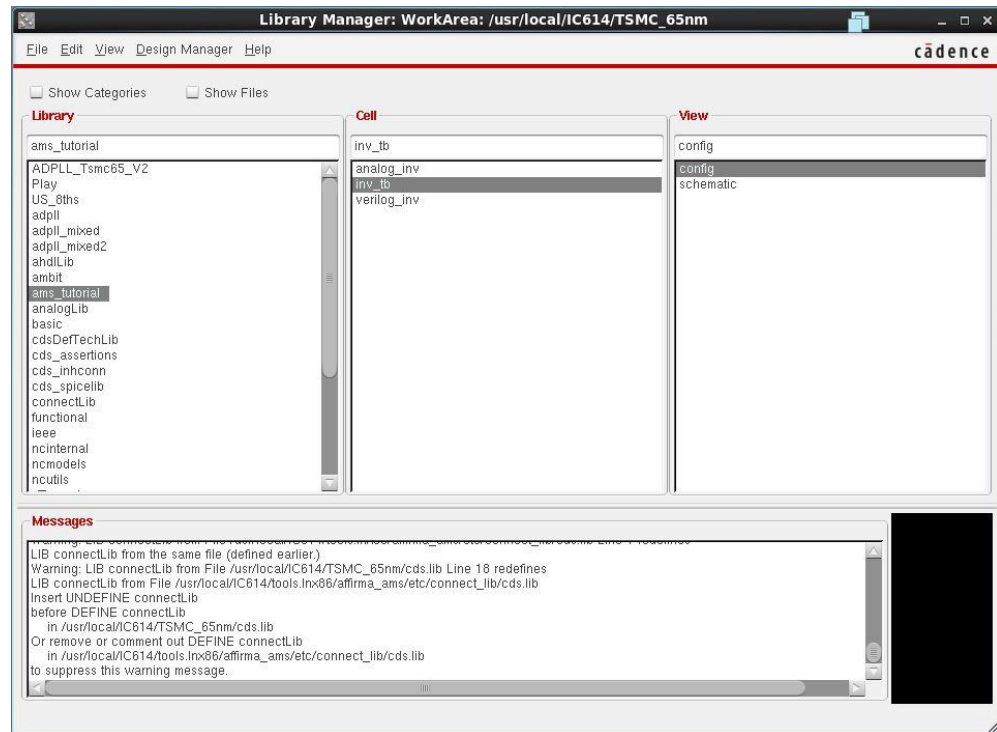 Library Manager: WorkArea: /usr/local/IC614/TSMC_65nm
File Edit View Design Manager Help
cādence
Show Categories Show Files
Library
ams_tutorial
ADPLL_Tsmc65_V2
Play
US_8ths
adpll
adpll_mixed
adpll_mixed2
ahdlLib
ambit
ams_tutorial
analogLib
basic
cdsDefTechLib
cds_assertions
cds_inhconn
cds_spicelib
connectLib
functional
ieee
ncinternal
ncmodels
ncutils
Cell
inv_tb
analog_inv
inv_tb
verilog_inv
View
config
config
schematic
Messages
LIB connectLib from the same file (defined earlier.)
Warning: LIB connectLib from File /usr/local/IC614/TSMC_65nm/cds.lib Line 18 redefines
LIB connectLib from File /usr/local/IC614/tools.lnx86/affirma_ams/etc/connect_lib/cds.lib
Insert UNDEFINE connectLib
before DEFINE connectLib
in /usr/local/IC614/TSMC_65nm/cds.lib
Or remove or comment out DEFINE connectLib
in /usr/local/IC614/tools.lnx86/affirma_ams/etc/connect_lib/cds.lib
to suppress this warning message.